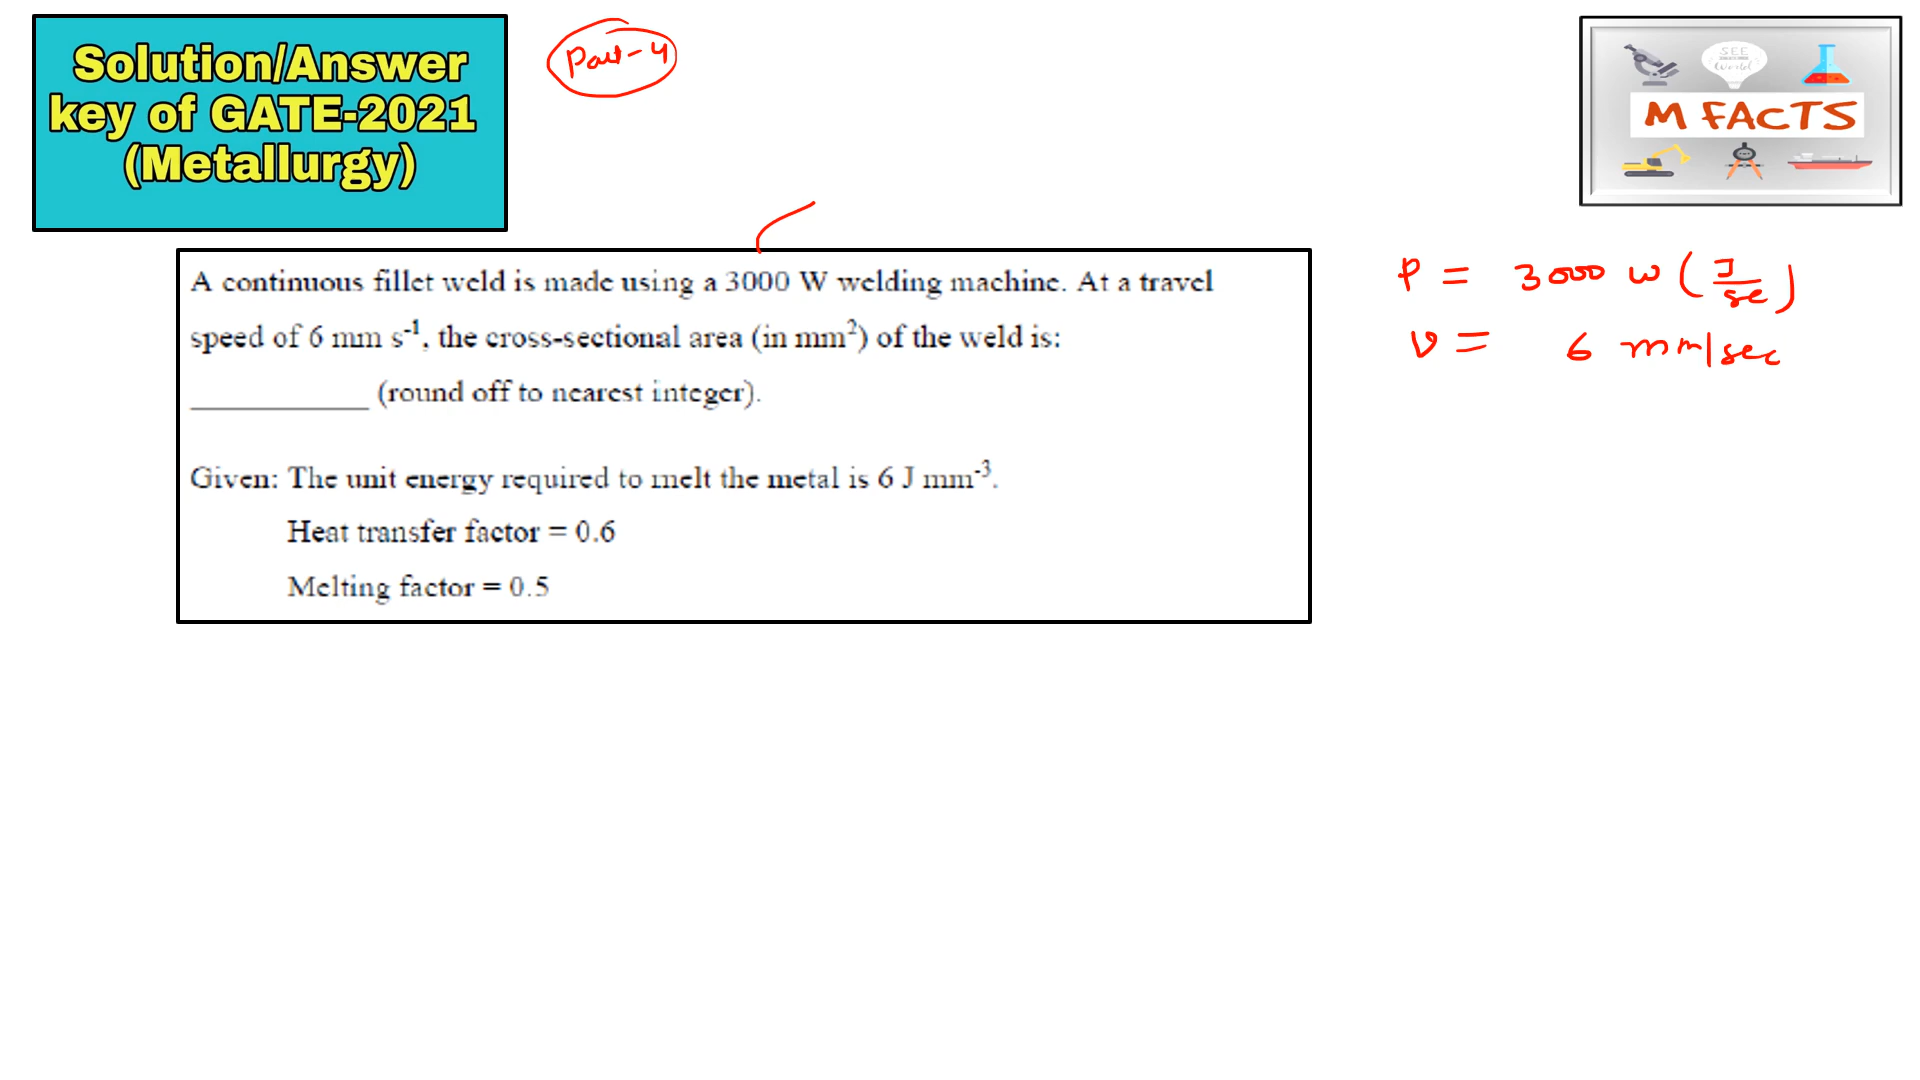 Solution/Answer
key of GATE-2021
(Metallurgy)
Part-4
SEE
World
M FACTS
A continuous fillet weld is made using a 3000 W welding machine. At a travel
speed of 6 mm s⁻¹, the cross-sectional area (in mm²) of the weld is:
____________ (round off to nearest integer).
Given: The unit energy required to melt the metal is 6 J mm⁻³.
Heat transfer factor = 0.6
Melting factor = 0.5
P = 3000 W (J/sec)
V = 6 mm/sec